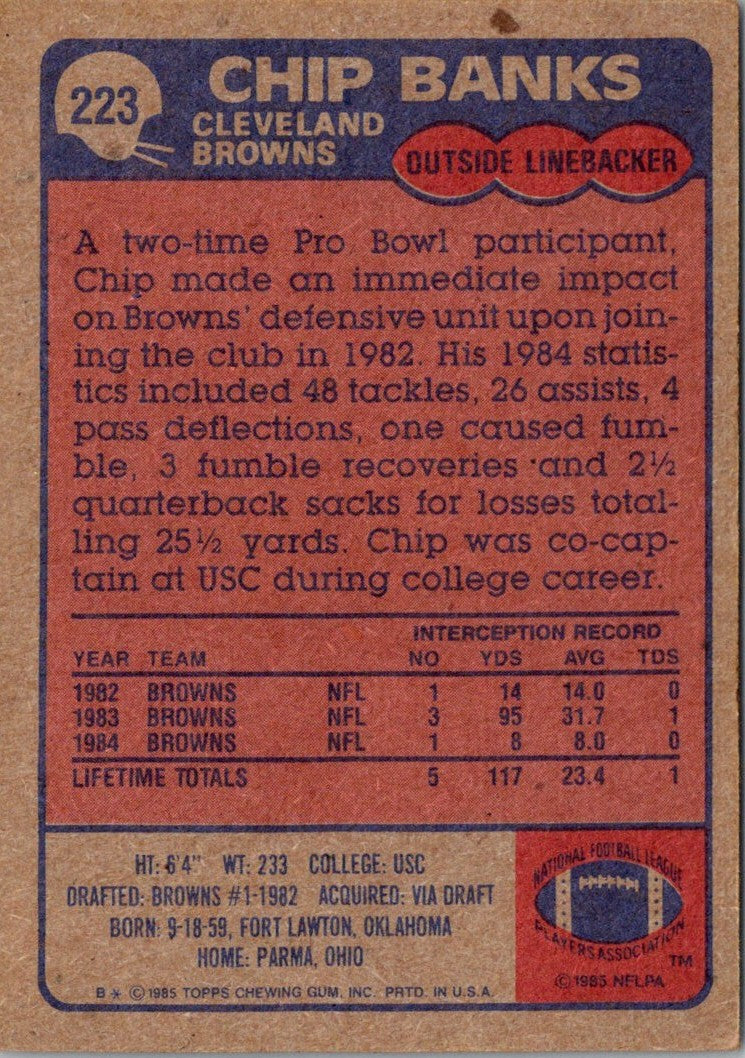 223
CHIP BANKS
CLEVELAND
BROWNS
OUTSIDE LINEBACKER
A two-time Pro Bowl participant,
Chip made an immediate impact
on Browns' defensive unit upon join-
ing the club in 1982. His 1984 statis-
tics included 48 tackles, 26 assists, 4
pass deflections, one caused fum-
ble, 3 fumble recoveries and 2½
quarterback sacks for losses total-
ling 25½ yards. Chip was co-cap-
tain at USC during college career.
INTERCEPTION RECORD
YEAR TEAM NO YDS AVG TDS
1982 BROWNS NFL 1 14 14.0 0
1983 BROWNS NFL 3 95 31.7 1
1984 BROWNS NFL 1 8 8.0 0
LIFETIME TOTALS 5 117 23.4 1
HT: 6'4" WT: 233 COLLEGE: USC
DRAFTED: BROWNS #1-1982 ACQUIRED: VIA DRAFT
BORN: 9-18-59, FORT LAWTON, OKLAHOMA
HOME: PARMA, OHIO
B * © 1985 TOPPS CHEWING GUM, INC. PRTD. IN U.S.A.
NATIONAL FOOTBALL LEAGUE
PLAYERS ASSOCIATION
TM
© 1985 NFLPA